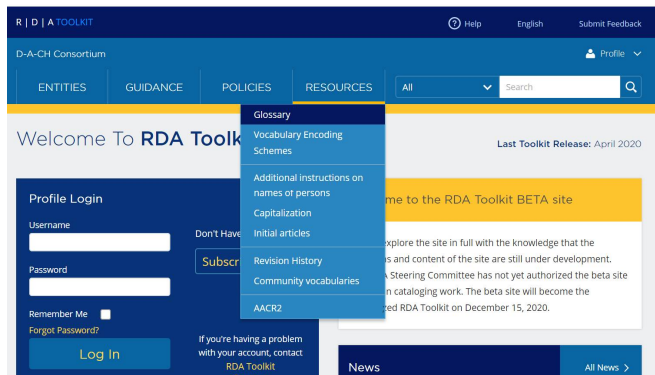 R | D | A TOOLKIT
Help
English
Submit Feedback
D-A-CH Consortium
Profile
ENTITIES
GUIDANCE
POLICIES
RESOURCES
All
Search
Glossary
Vocabulary Encoding
Schemes
Additional instructions on
names of persons
Capitalization
Initial articles
Revision History
Community vocabularies
AACR2
Welcome To RDA Toolk
Last Toolkit Release: April 2020
Profile Login
Username
Password
Remember Me
Forgot Password?
Log In
Don't Have
Subscr
If you're having a problem
with your account, contact
RDA Toolkit
me to the RDA Toolkit BETA site
xplore the site in full with the knowledge that the
s and content of the site are still under development.
Steering Committee has not yet authorized the beta site
n cataloging work. The beta site will become the
ed RDA Toolkit on December 15, 2020.
News
All News